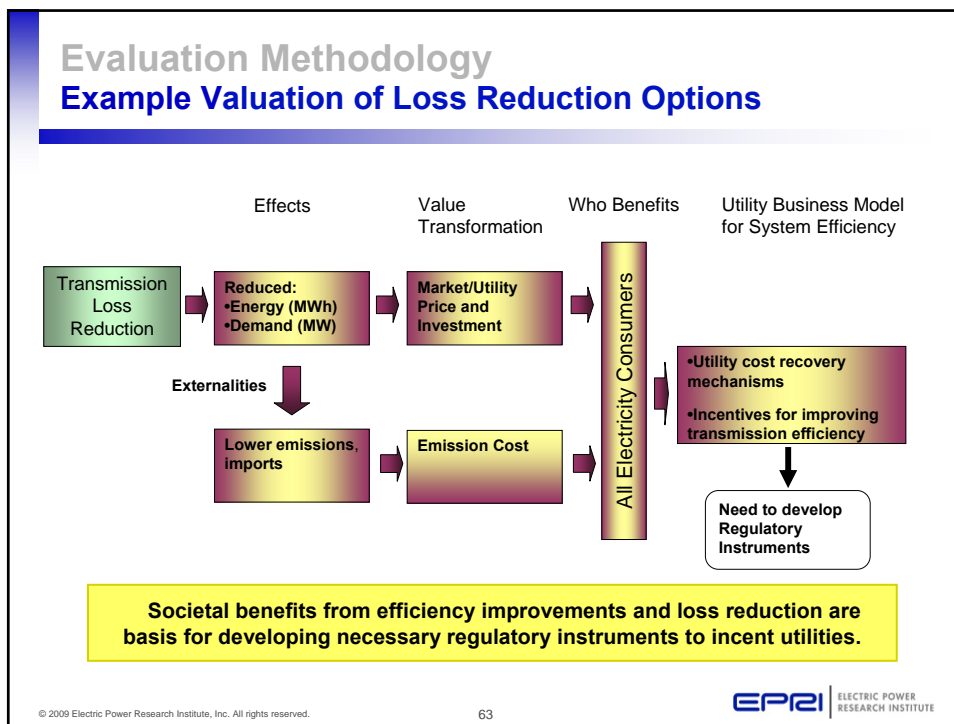 Evaluation Methodology
Example Valuation of Loss Reduction Options
Effects
Value
Transformation
Who Benefits
Utility Business Model
for System Efficiency
Transmission
Loss
Reduction
Reduced:
•Energy (MWh)
•Demand (MW)
Market/Utility
Price and
Investment
All Electricity Consumers
•Utility cost recovery
mechanisms
•Incentives for improving
transmission efficiency
Externalities
Lower emissions,
imports
Emission Cost
Need to develop
Regulatory
Instruments
Societal benefits from efficiency improvements and loss reduction are
basis for developing necessary regulatory instruments to incent utilities.
© 2009 Electric Power Research Institute, Inc. All rights reserved.
63
EPRI
ELECTRIC POWER
RESEARCH INSTITUTE